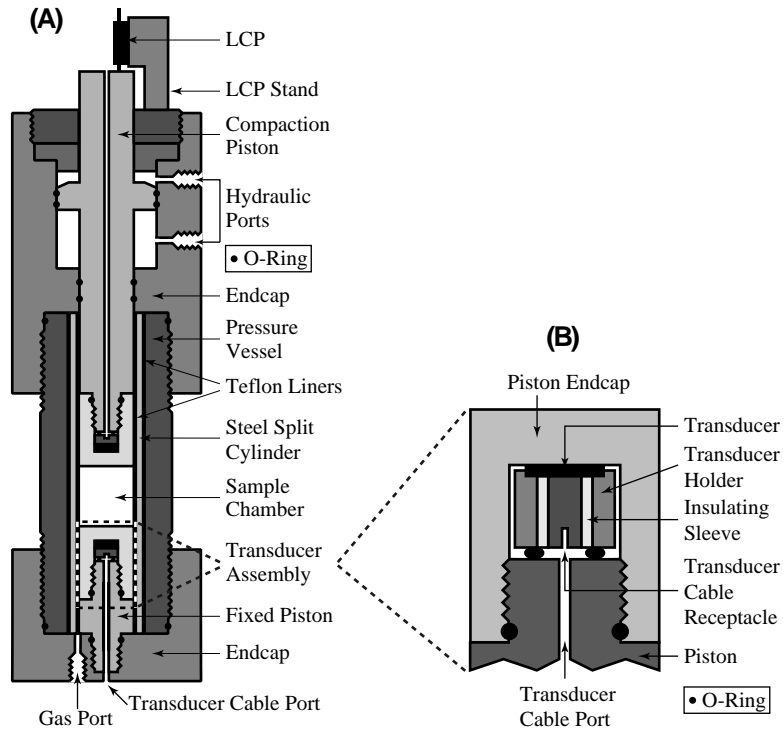 (A)
LCP
LCP Stand
Compaction
Piston
Hydraulic
Ports
O-Ring
Endcap
Pressure
Vessel
Teflon Liners
Steel Split
Cylinder
Sample
Chamber
Transducer
Assembly
Fixed Piston
Endcap
Transducer Cable Port
Gas Port
(B)
Piston Endcap
Transducer
Transducer
Holder
Insulating
Sleeve
Transducer
Cable
Receptacle
Piston
Transducer
Cable Port
O-Ring